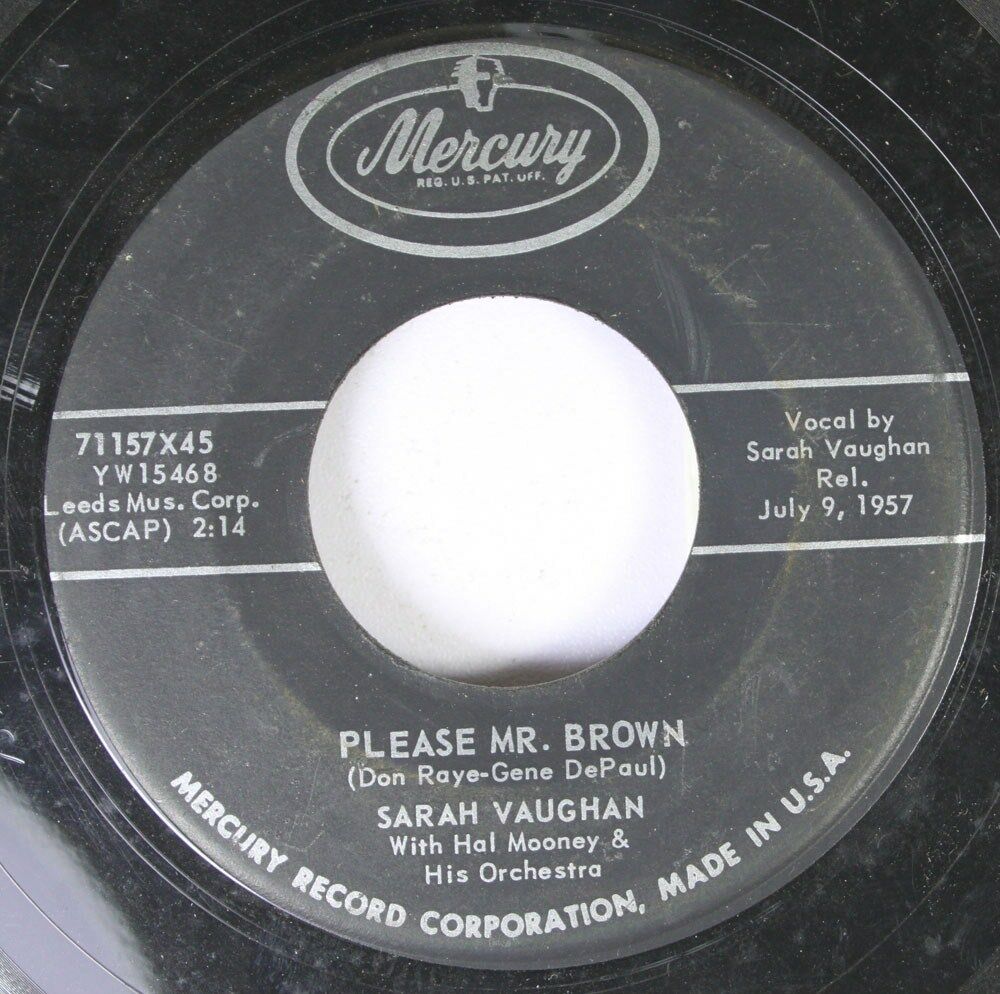 Mercury
REG. U.S. PAT. OFF.
71157X45
YW15468
Leeds Mus. Corp.
(ASCAP) 2:14
Vocal by
Sarah Vaughan
Rel.
July 9, 1957
PLEASE MR. BROWN
(Don Raye-Gene DePaul)
SARAH VAUGHAN
With Hal Mooney &
His Orchestra
MERCURY RECORD CORPORATION, MADE IN U.S.A.